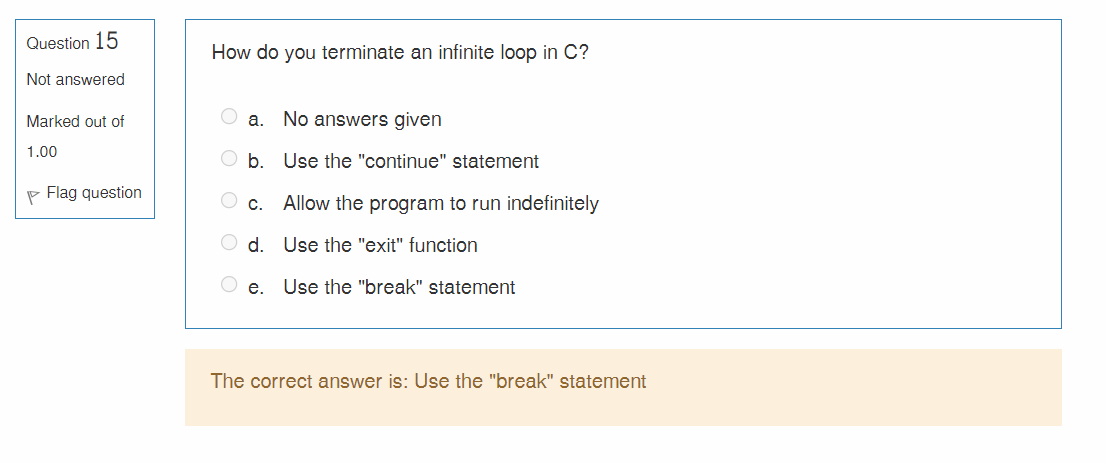 Question 15
Not answered
Marked out of
1.00
Flag question
How do you terminate an infinite loop in C?
a. No answers given
b. Use the "continue" statement
c. Allow the program to run indefinitely
d. Use the "exit" function
e. Use the "break" statement
The correct answer is: Use the "break" statement